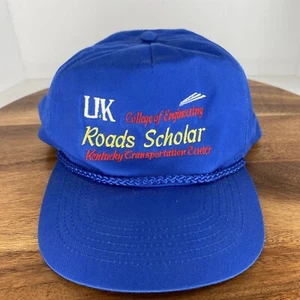 UK College of Engineering
Roads Scholar
Kentucky Transportation Center